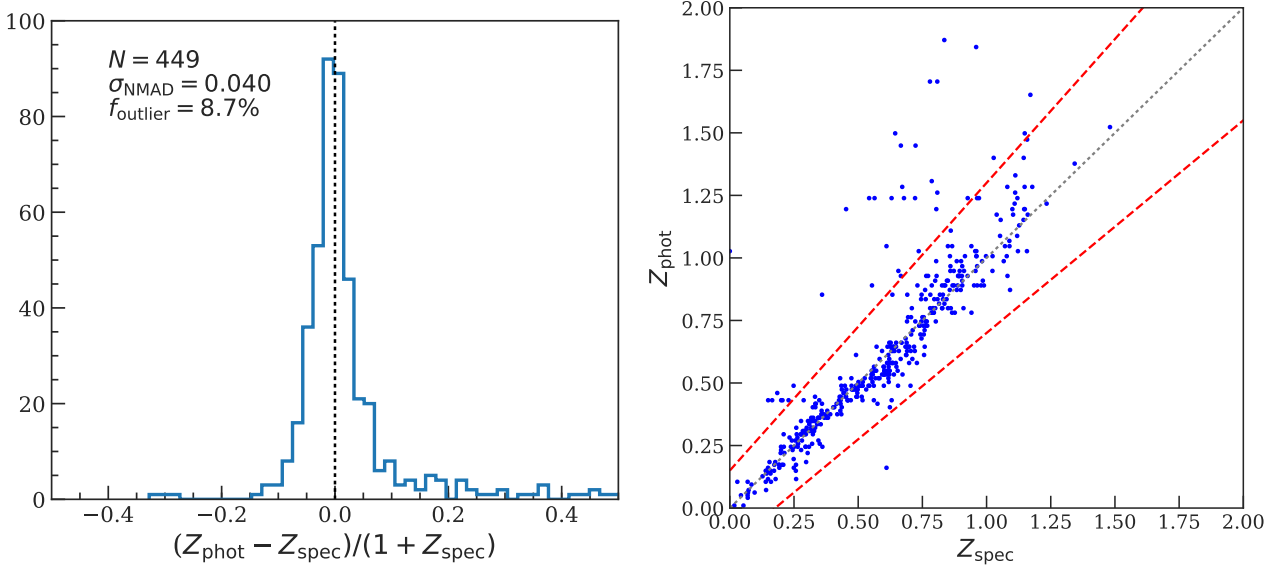 100
80
60
40
20
0
N = 449
σNMAD = 0.040
foutlier = 8.7%
−0.4 −0.2 0.0 0.2 0.4
(Zphot − Zspec)/(1 + Zspec)
2.00
1.75
1.50
1.25
1.00
0.75
0.50
0.25
0.00
Zphot
0.00 0.25 0.50 0.75 1.00 1.25 1.50 1.75 2.00
Zspec